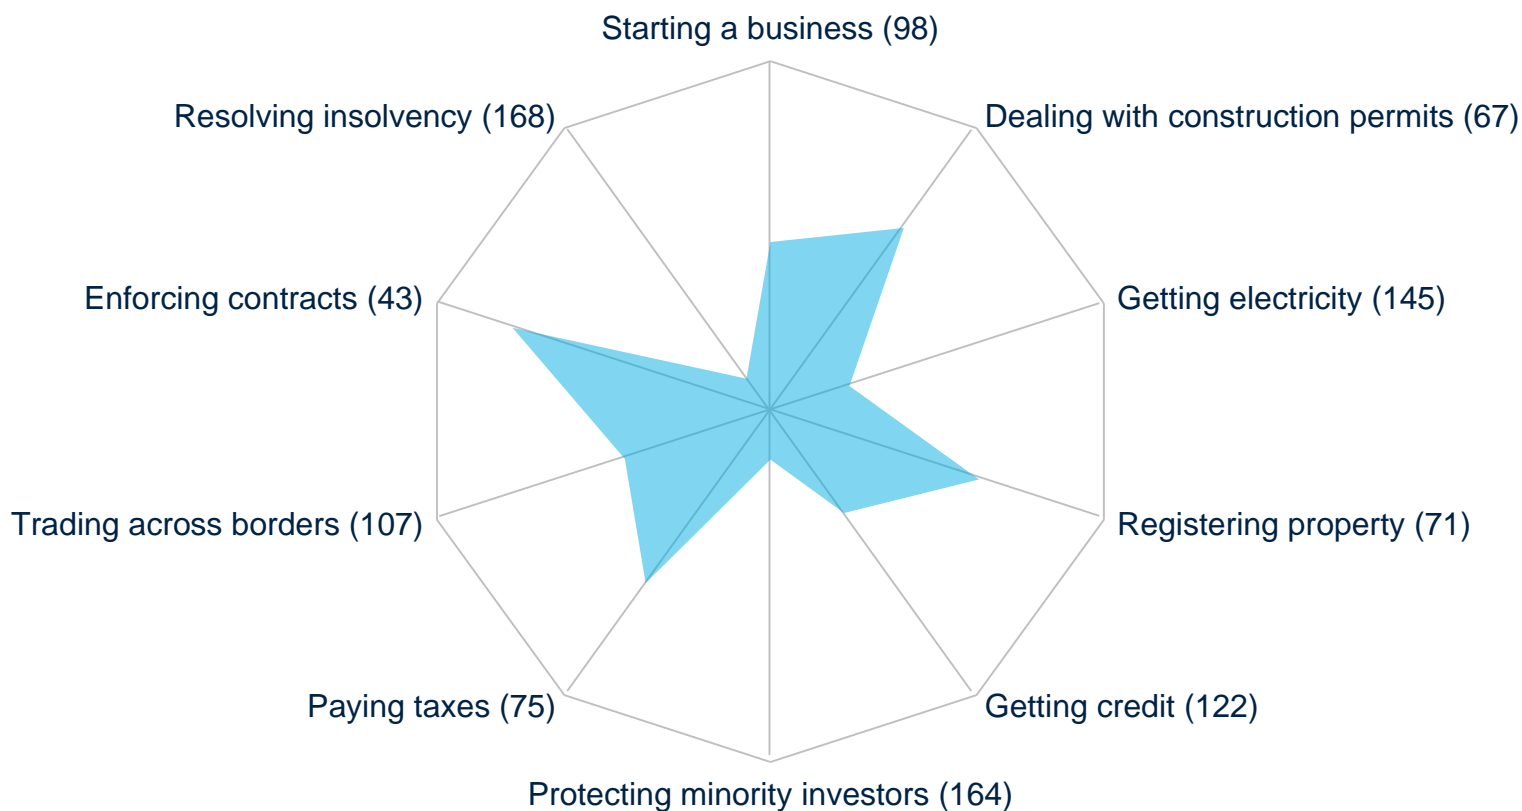 Starting a business (98)
Dealing with construction permits (67)
Getting electricity (145)
Registering property (71)
Getting credit (122)
Protecting minority investors (164)
Paying taxes (75)
Trading across borders (107)
Enforcing contracts (43)
Resolving insolvency (168)